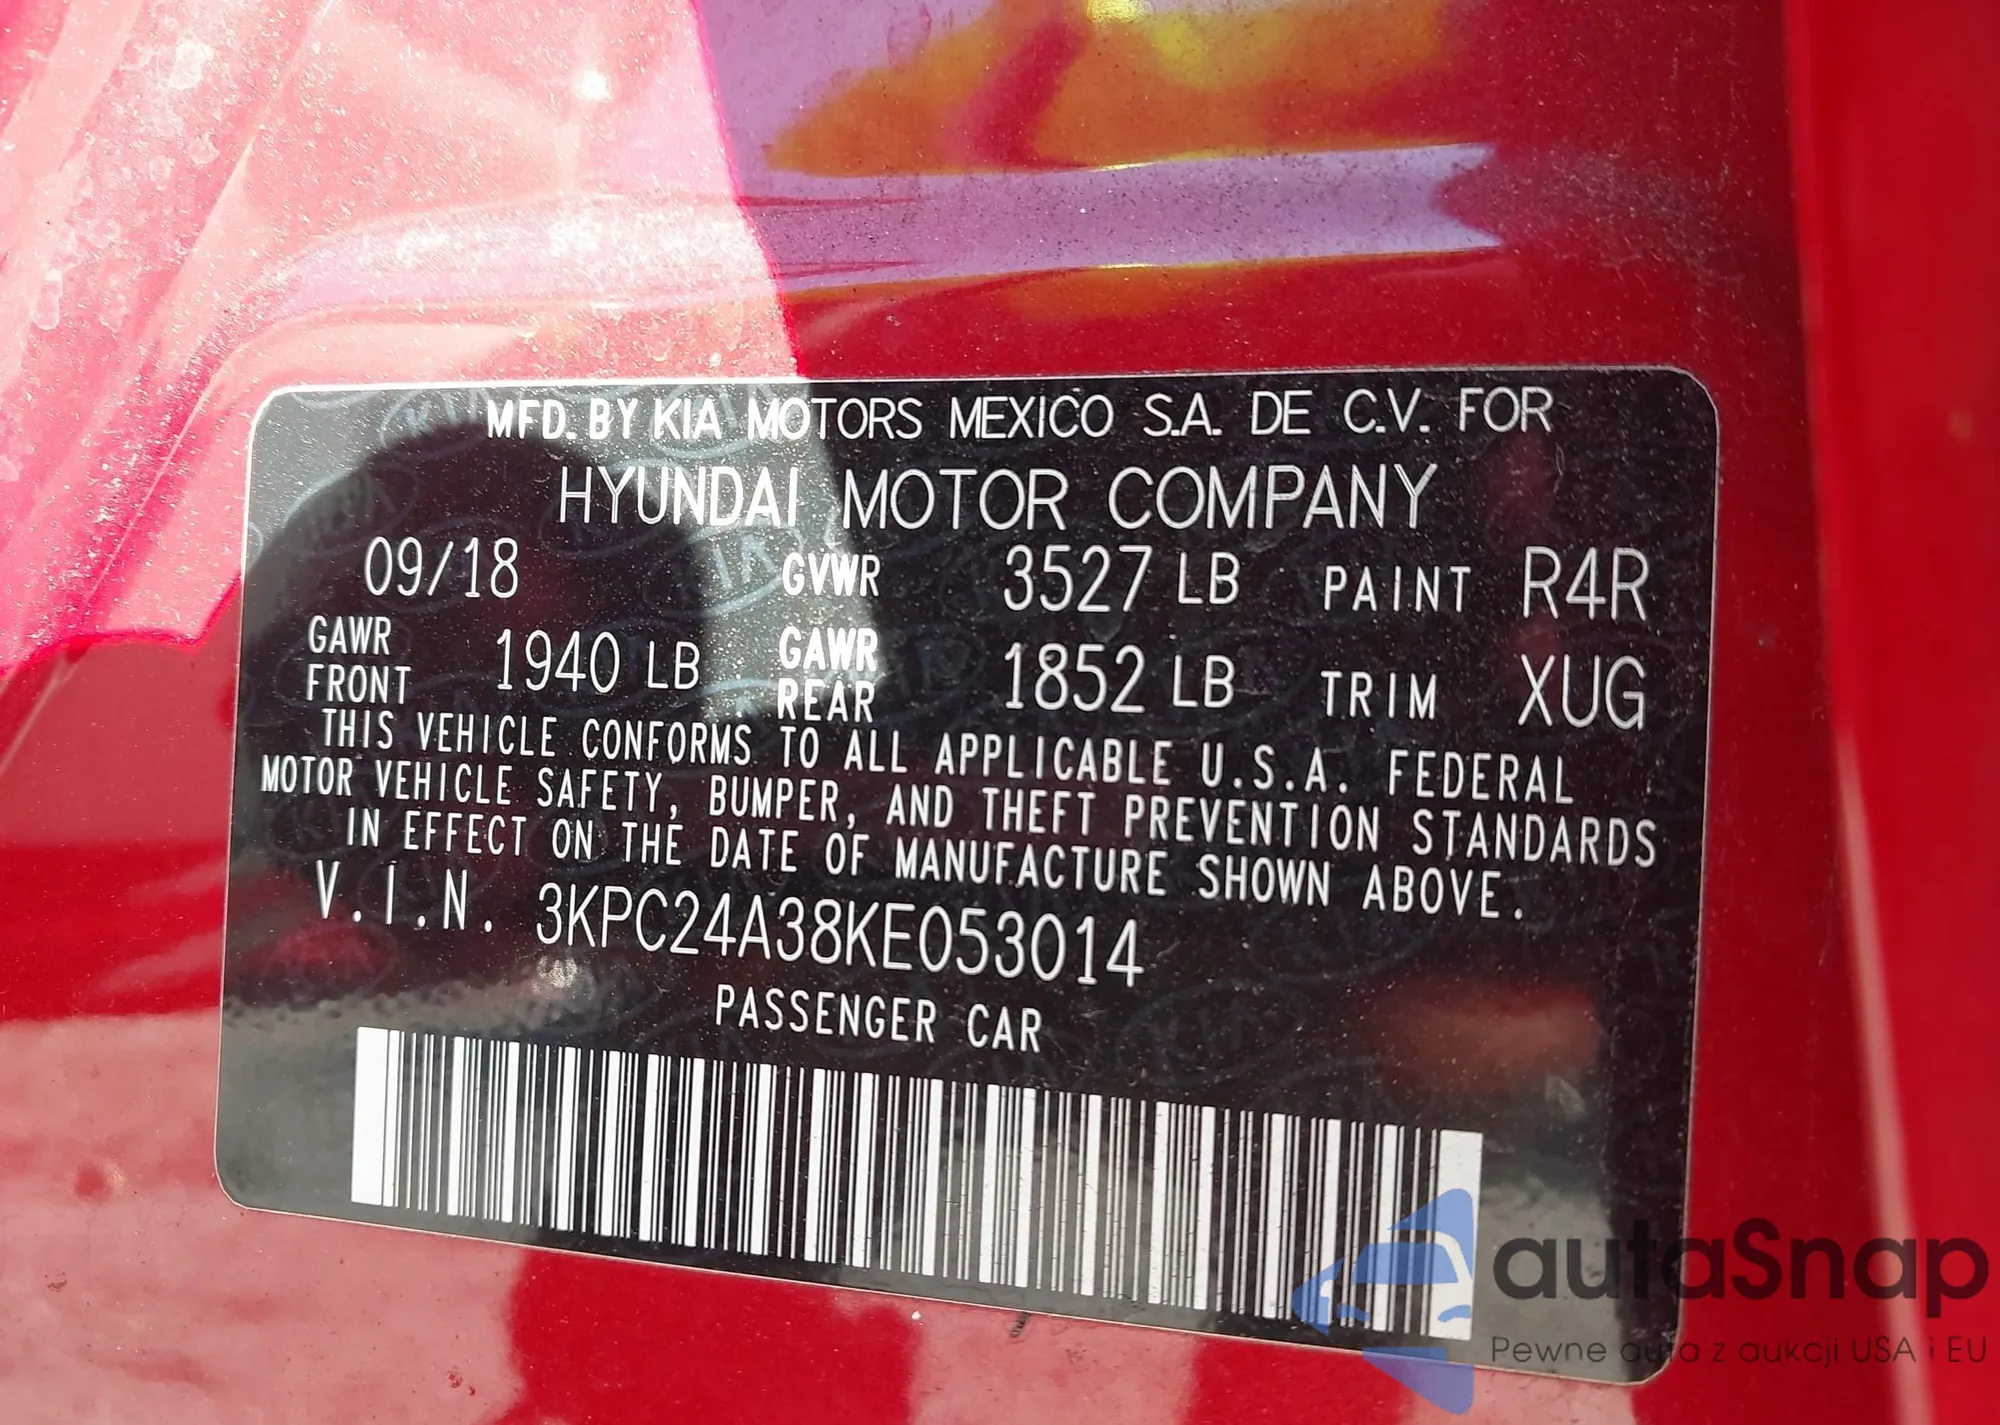 MFD. BY KIA MOTORS MEXICO S.A. DE C.V. FOR
HYUNDAI MOTOR COMPANY
09/18 GVWR 3527 LB PAINT R4R
GAWR FRONT 1940 LB GAWR REAR 1852 LB TRIM XUG
THIS VEHICLE CONFORMS TO ALL APPLICABLE U.S.A. FEDERAL
MOTOR VEHICLE SAFETY, BUMPER, AND THEFT PREVENTION STANDARDS
IN EFFECT ON THE DATE OF MANUFACTURE SHOWN ABOVE.
V.I.N. 3KPC24A38KE053014
PASSENGER CAR
autaSnap
Pewne auta z aukcji USA i EU